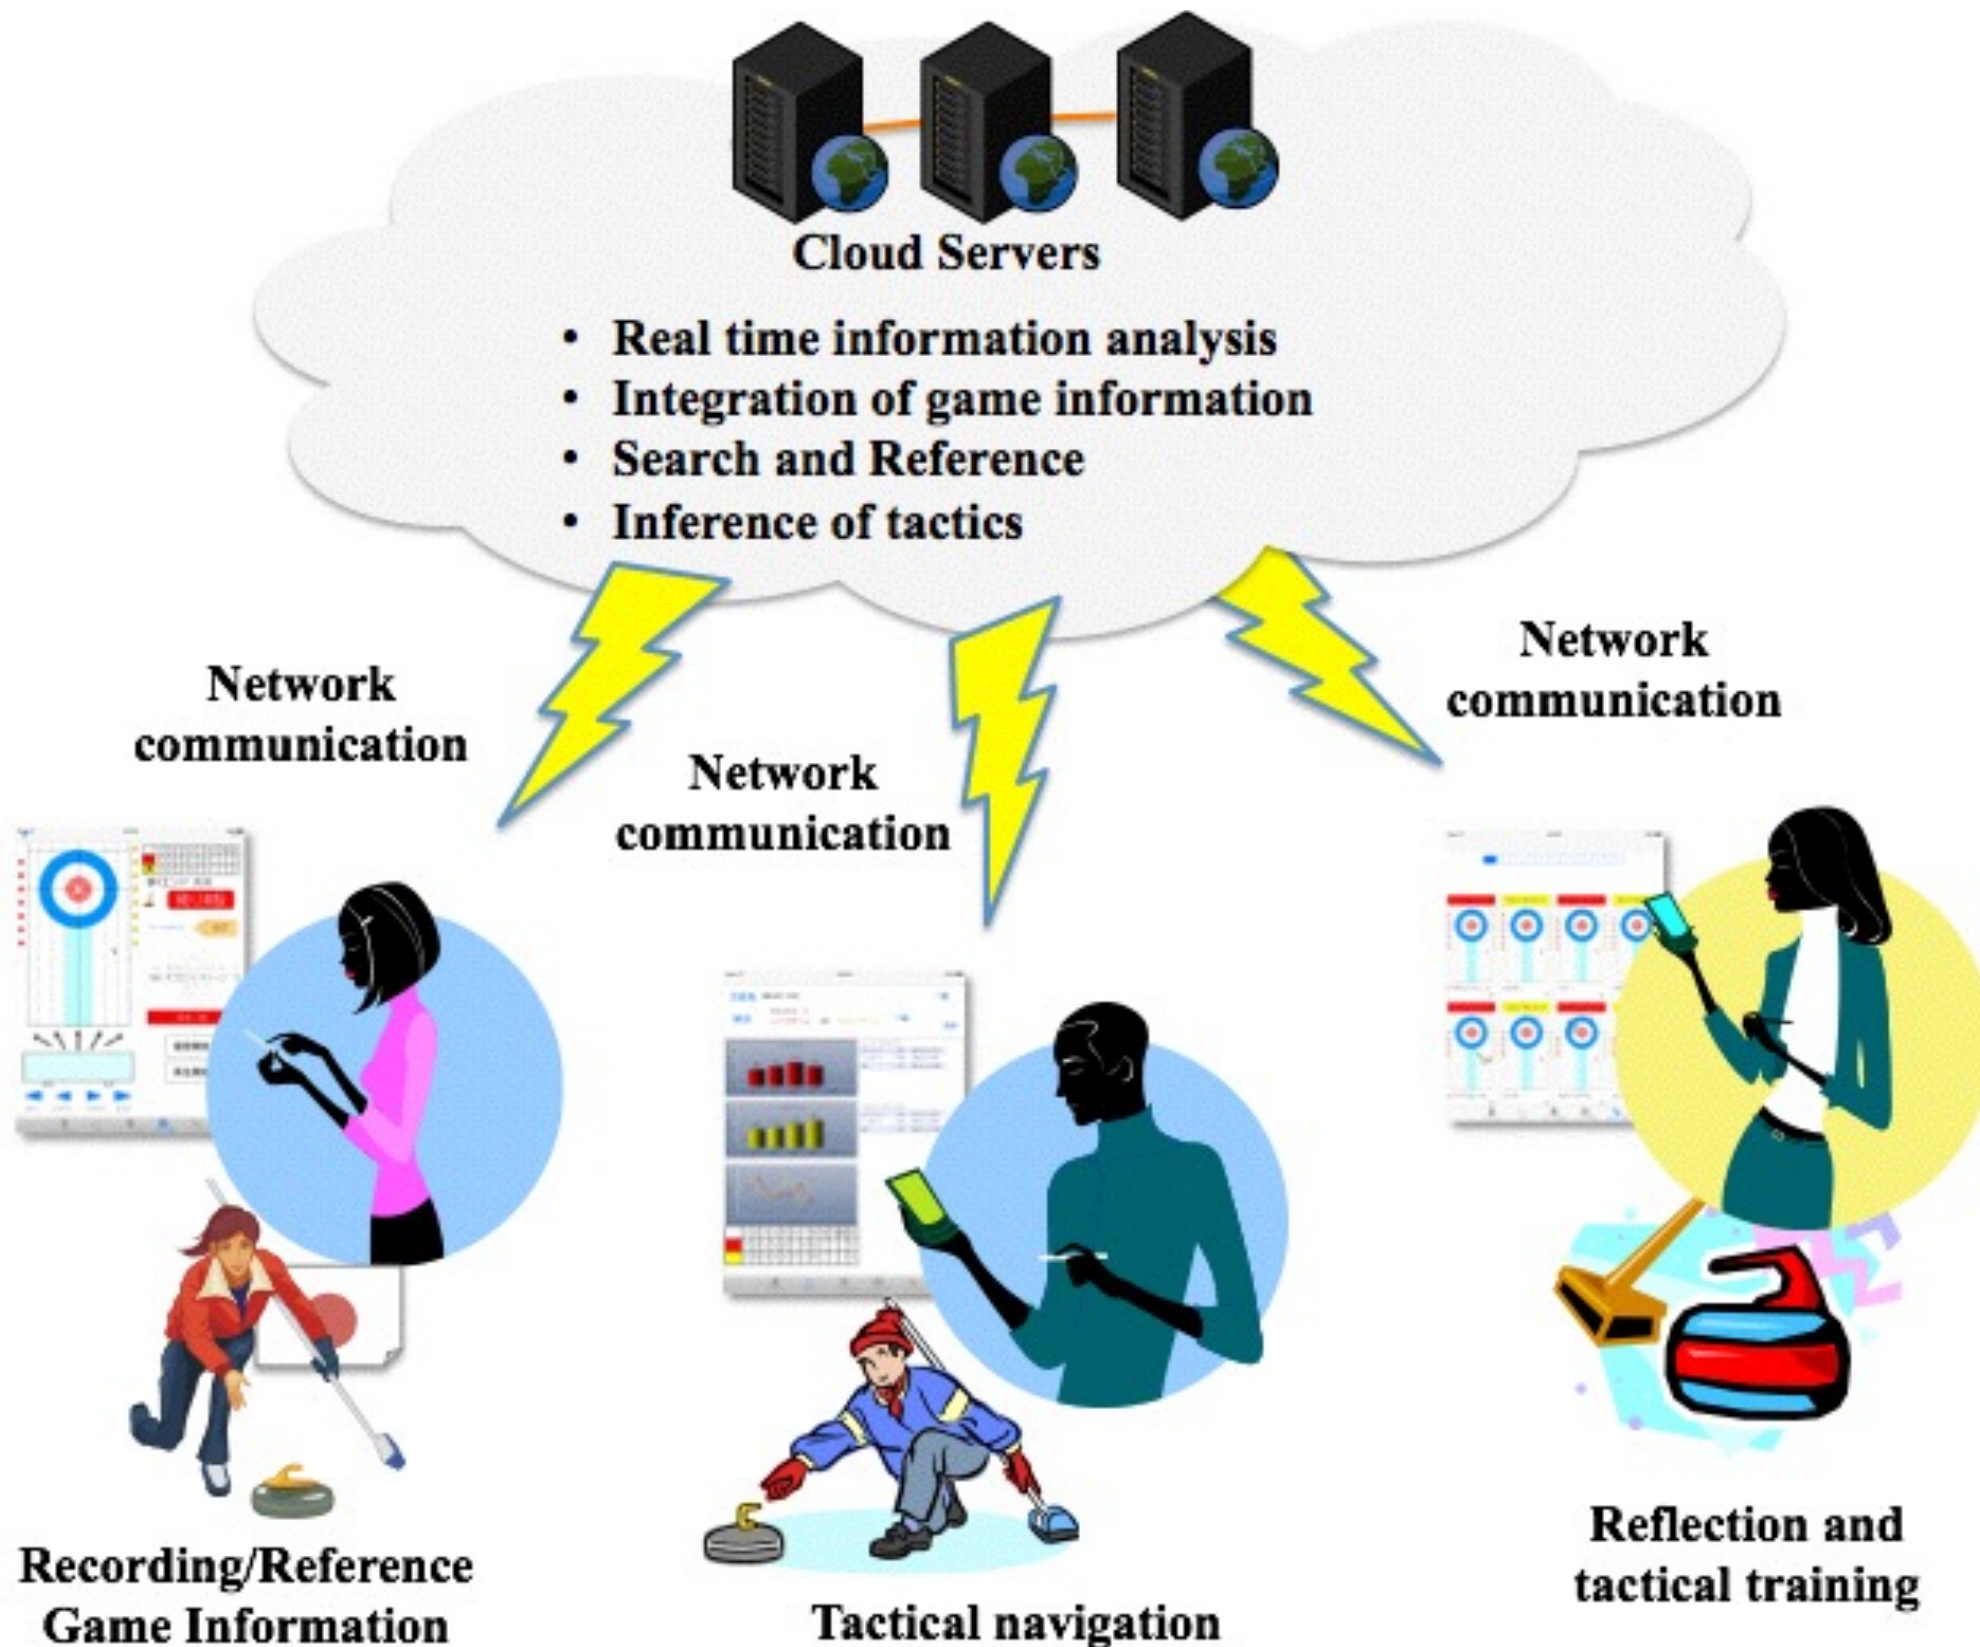 Cloud Servers
• Real time information analysis
• Integration of game information
• Search and Reference
• Inference of tactics
Network
communication
Network
communication
Network
communication
Recording/Reference
Game Information
Tactical navigation
Reflection and
tactical training